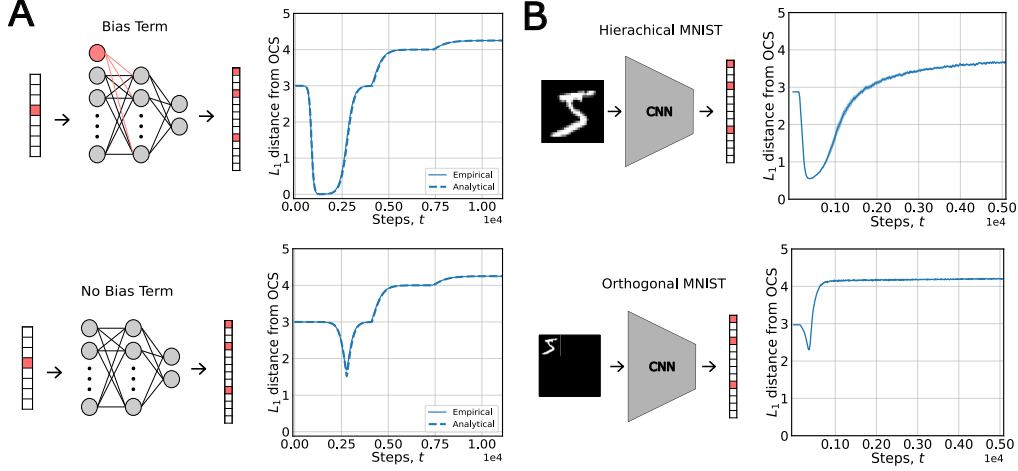 A
Bias Term
L1 distance from OCS
5
4
3
2
1
0
Empirical
Analytical
0.00 0.25 0.50 0.75 1.00
Steps, t
1e4
No Bias Term
L1 distance from OCS
5
4
3
2
1
0
Empirical
Analytical
0.00 0.25 0.50 0.75 1.00
Steps, t
1e4
B
Hierachical MNIST
CNN
L1 distance from OCS
5
4
3
2
1
0
0.10 0.20 0.30 0.40 0.50
Steps, t
1e4
Orthogonal MNIST
CNN
L1 distance from OCS
5
4
3
2
1
0
0.10 0.20 0.30 0.40 0.50
Steps, t
1e4